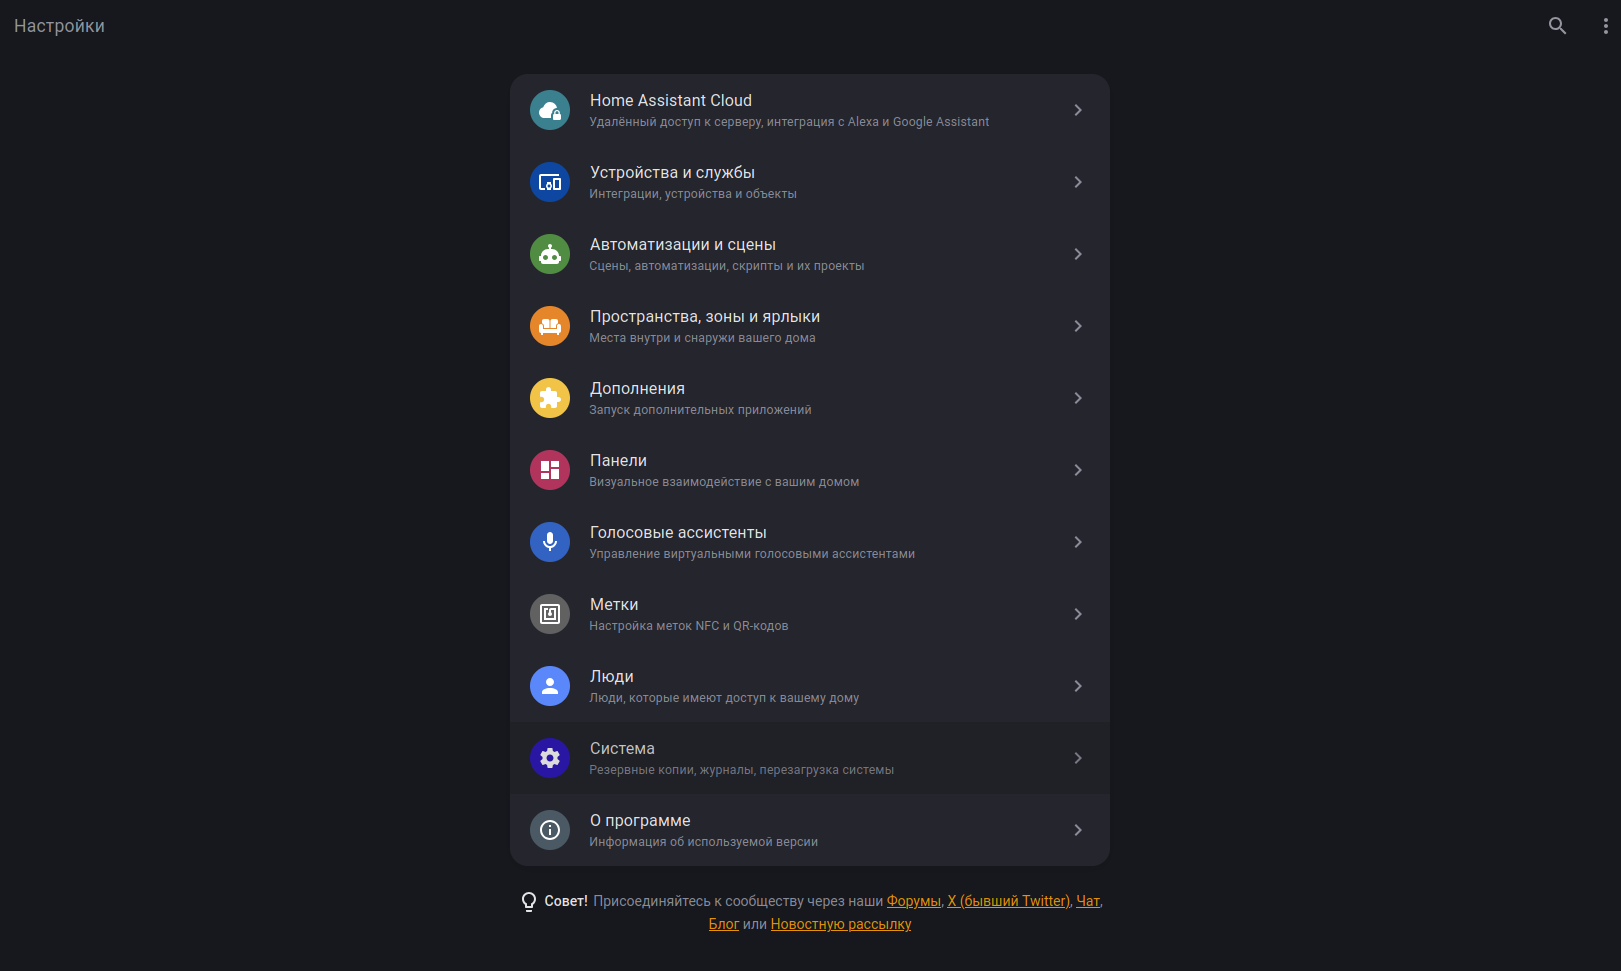 Настройки
Home Assistant Cloud
Удалённый доступ к серверу, интеграция с Alexa и Google Assistant
Устройства и службы
Интеграции, устройства и объекты
Автоматизации и сцены
Сцены, автоматизации, скрипты и их проекты
Пространства, зоны и ярлыки
Места внутри и снаружи вашего дома
Дополнения
Запуск дополнительных приложений
Панели
Визуальное взаимодействие с вашим домом
Голосовые ассистенты
Управление виртуальными голосовыми ассистентами
Метки
Настройка меток NFC и QR-кодов
Люди
Люди, которые имеют доступ к вашему дому
Система
Резервные копии, журналы, перезагрузка системы
О программе
Информация об используемой версии
Совет! Присоединяйтесь к сообществу через наши Форумы, X (бывший Twitter), Чат,
Блог или Новостную рассылку